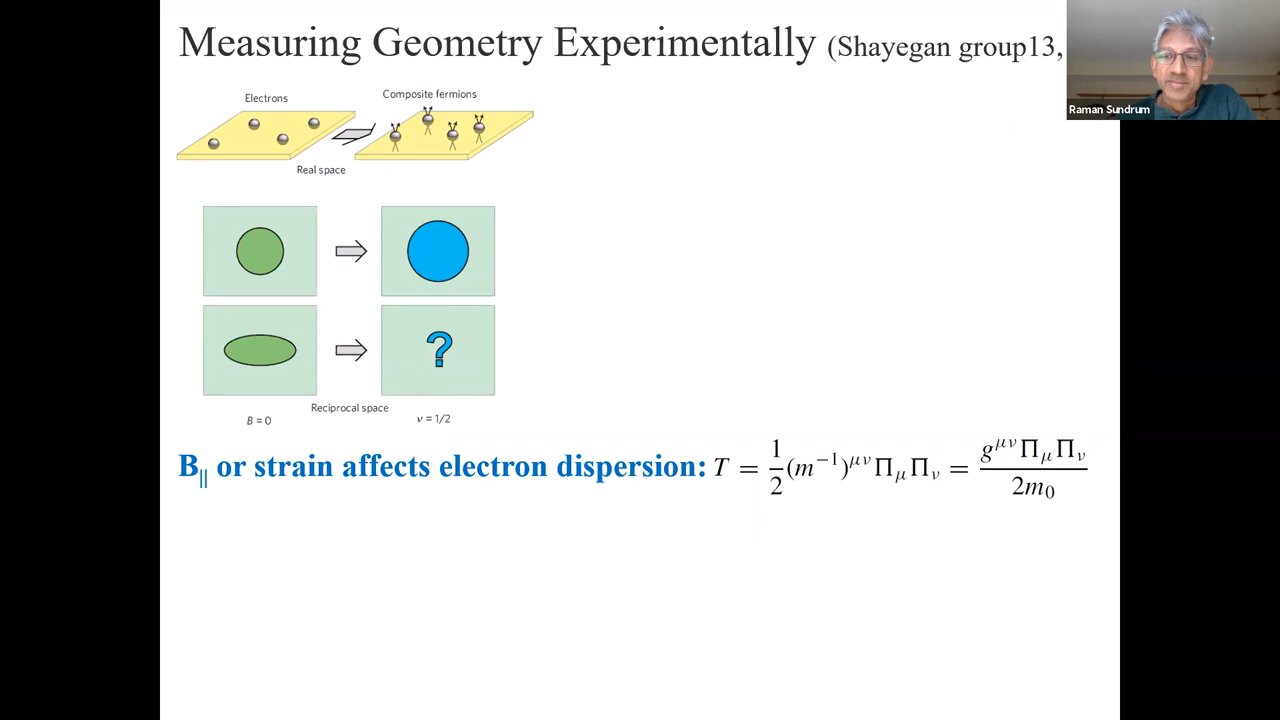 Measuring Geometry Experimentally (Shayegan group13,
Raman Sundrum
Electrons
Composite fermions
Real space
?
Reciprocal space
B = 0
ν = 1/2
B|| or strain affects electron dispersion: T = 1/2 (m⁻¹)^{μν} Π_μ Π_ν = g^{μν} Π_μ Π_ν / 2m₀